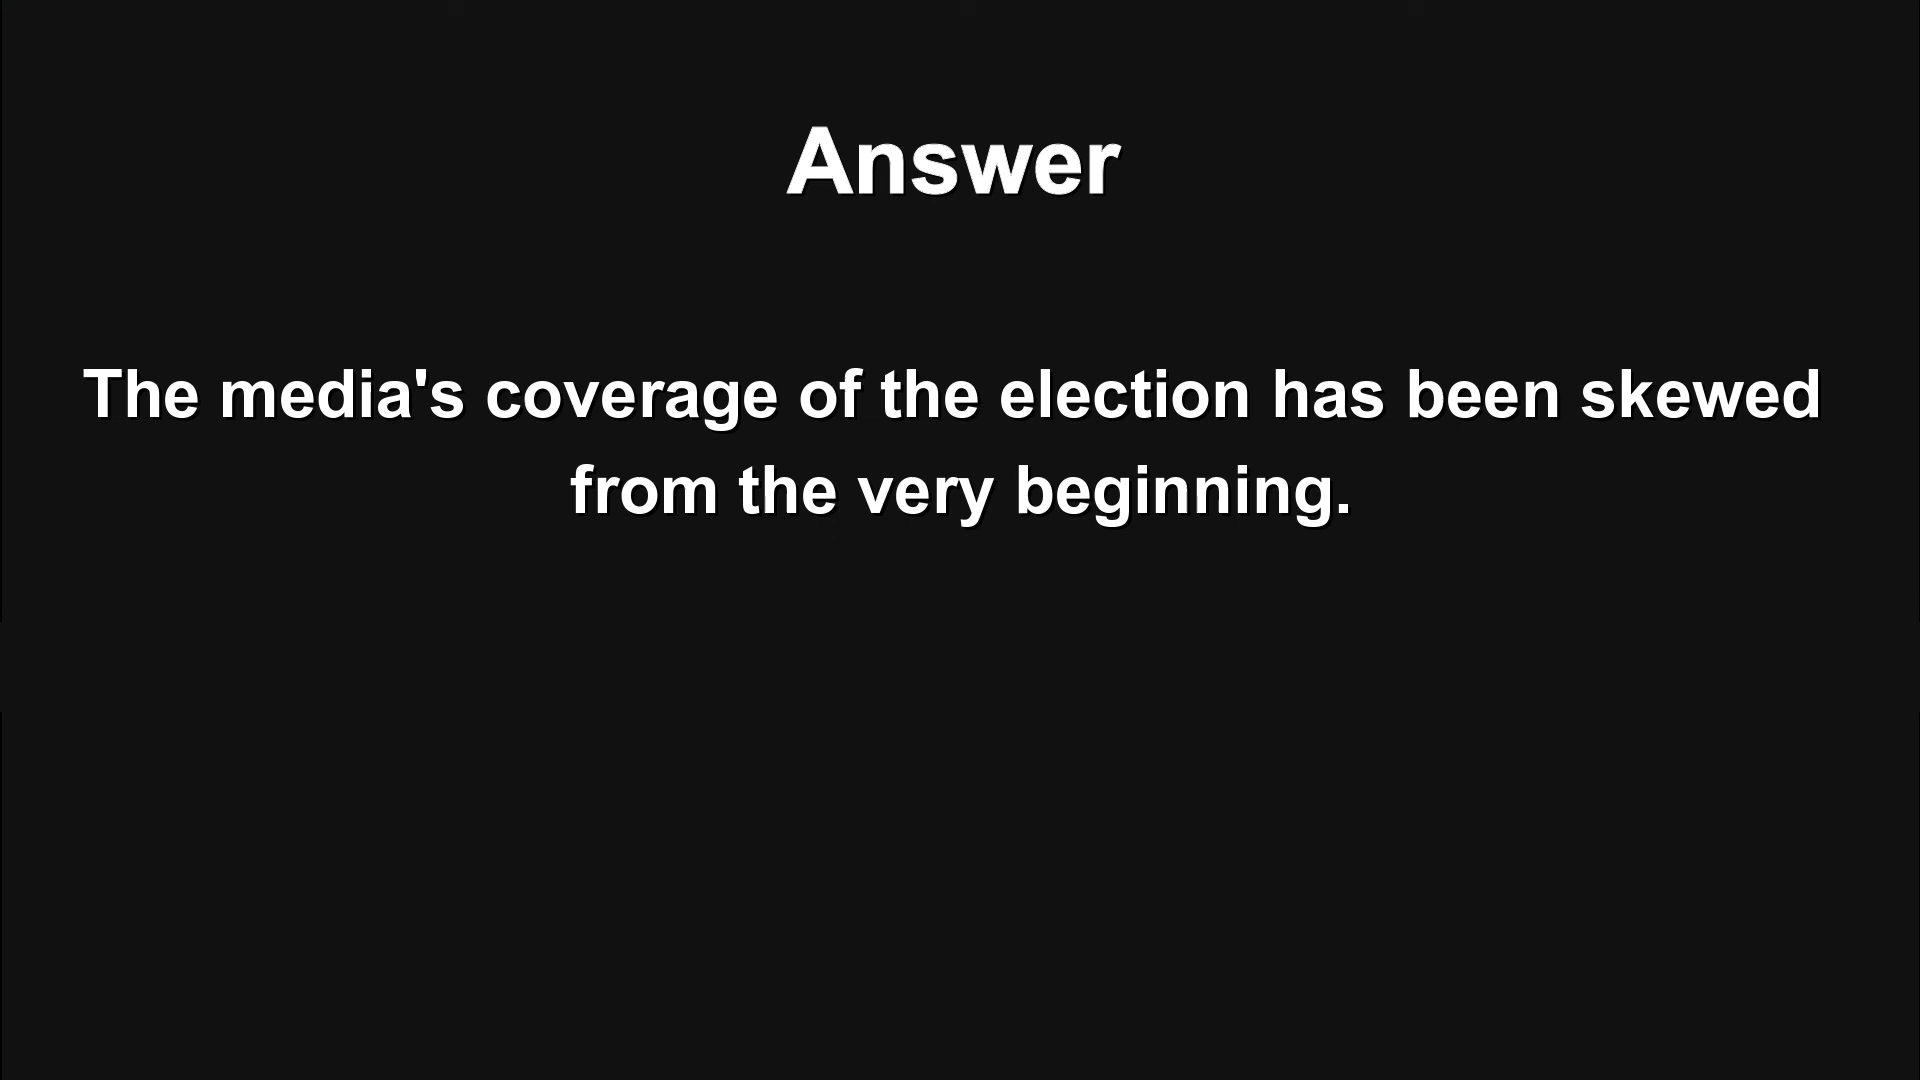 Answer
The media's coverage of the election has been skewed
from the very beginning.